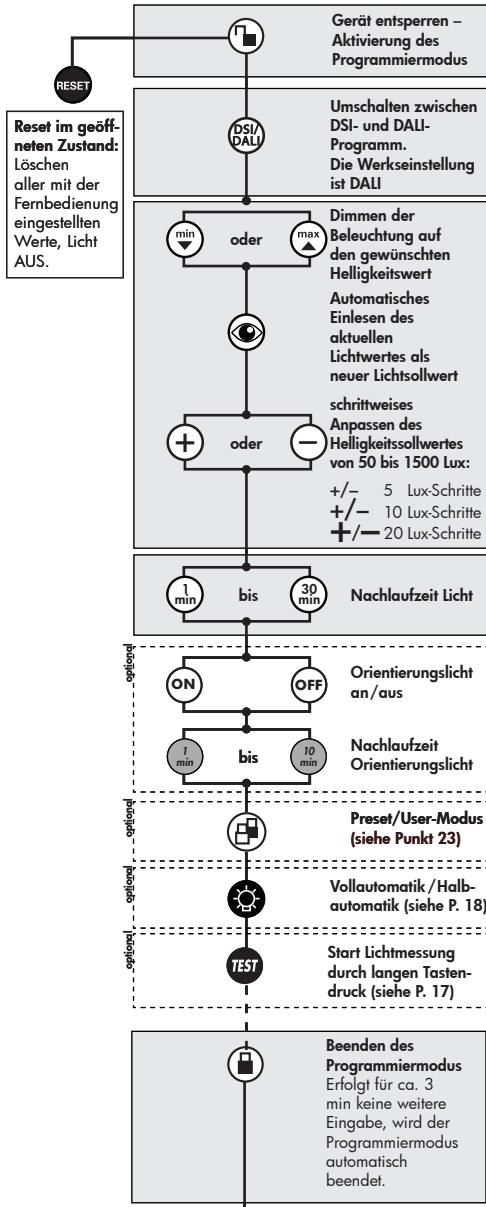 Gerät entsperren –
Aktivierung des
Programmiermodus
RESET
Reset im geöff-
neten Zustand:
Löschen
aller mit der
Fernbedienung
eingestellten
Werte, Licht
AUS.
DSI/
DALI
Umschalten zwischen
DSI- und DALI-
Programm.
Die Werkseinstellung
ist DALI
min
oder
max
Dimmen der
Beleuchtung auf
den gewünschten
Helligkeitswert
Automatisches
Einlesen des
aktuellen
Lichtwertes als
neuer Lichtsollwert
+ oder –
schrittweises
Anpassen des
Helligkeitssollwertes
von 50 bis 1500 Lux:
+/– 5 Lux-Schritte
+/– 10 Lux-Schritte
+/– 20 Lux-Schritte
1
min
bis
30
min
Nachlaufzeit Licht
optional
ON
OFF
Orientierungslicht
an/aus
1
min
bis
10
min
Nachlaufzeit
Orientierungslicht
optional
Preset/User-Modus
(siehe Punkt 23)
optional
Vollautomatik/Halb-
automatik (siehe P. 18)
optional
TEST
Start Lichtmessung
durch langen Tasten-
druck (siehe P. 17)
Beenden des
Programmiermodus
Erfolgt für ca. 3
min keine weitere
Eingabe, wird der
Programmiermodus
automatisch
beendet.